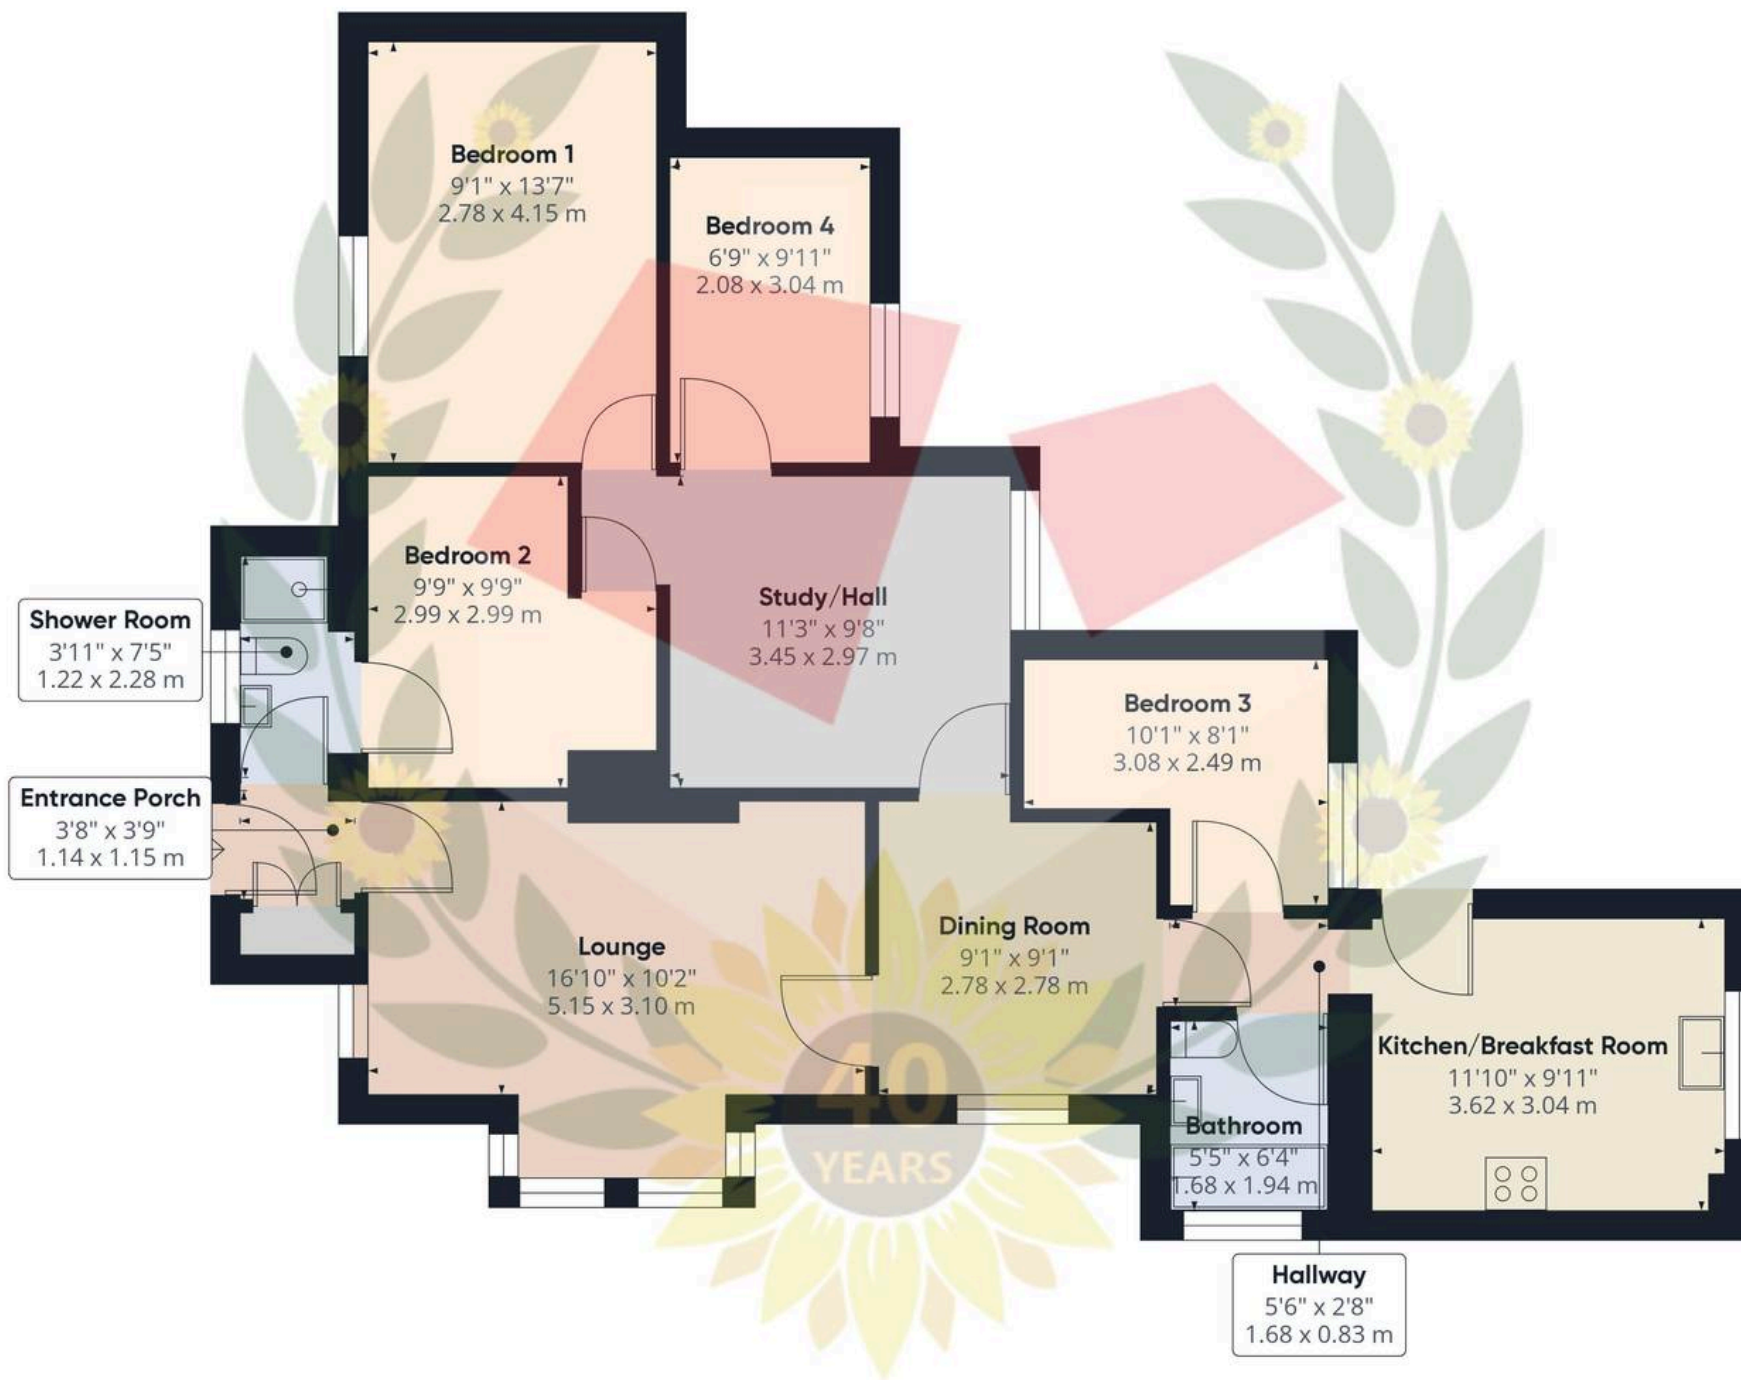 Bedroom 1
9'1" x 13'7"
2.78 x 4.15 m
Bedroom 4
6'9" x 9'11"
2.08 x 3.04 m
Bedroom 2
9'9" x 9'9"
2.99 x 2.99 m
Study/Hall
11'3" x 9'8"
3.45 x 2.97 m
Shower Room
3'11" x 7'5"
1.22 x 2.28 m
Bedroom 3
10'1" x 8'1"
3.08 x 2.49 m
Entrance Porch
3'8" x 3'9"
1.14 x 1.15 m
Lounge
16'10" x 10'2"
5.15 x 3.10 m
Dining Room
9'1" x 9'1"
2.78 x 2.78 m
Kitchen/Breakfast Room
11'10" x 9'11"
3.62 x 3.04 m
40
YEARS
Bathroom
5'5" x 6'4"
1.68 x 1.94 m
Hallway
5'6" x 2'8"
1.68 x 0.83 m